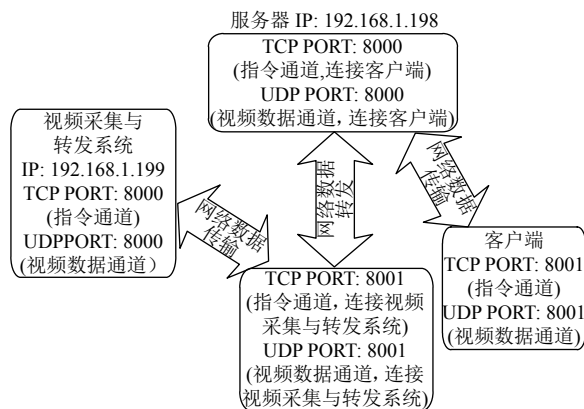 服务器 IP: 192.168.1.198
TCP PORT: 8000
(指令通道,连接客户端)
UDP PORT: 8000
(视频数据通道，连接客户端)
视频采集与
转发系统
IP: 192.168.1.199
TCP PORT: 8000
(指令通道)
UDPPORT: 8000
(视频数据通道）
网络数据
传输
网络数据
转发
网络数据
传输
客户端
TCP PORT: 8001
(指令通道)
UDP PORT: 8001
(视频数据通道)
TCP PORT: 8001
(指令通道，连接视频
采集与转发系统)
UDP PORT: 8001
(视频数据通道，连接
视频采集与转发系统)